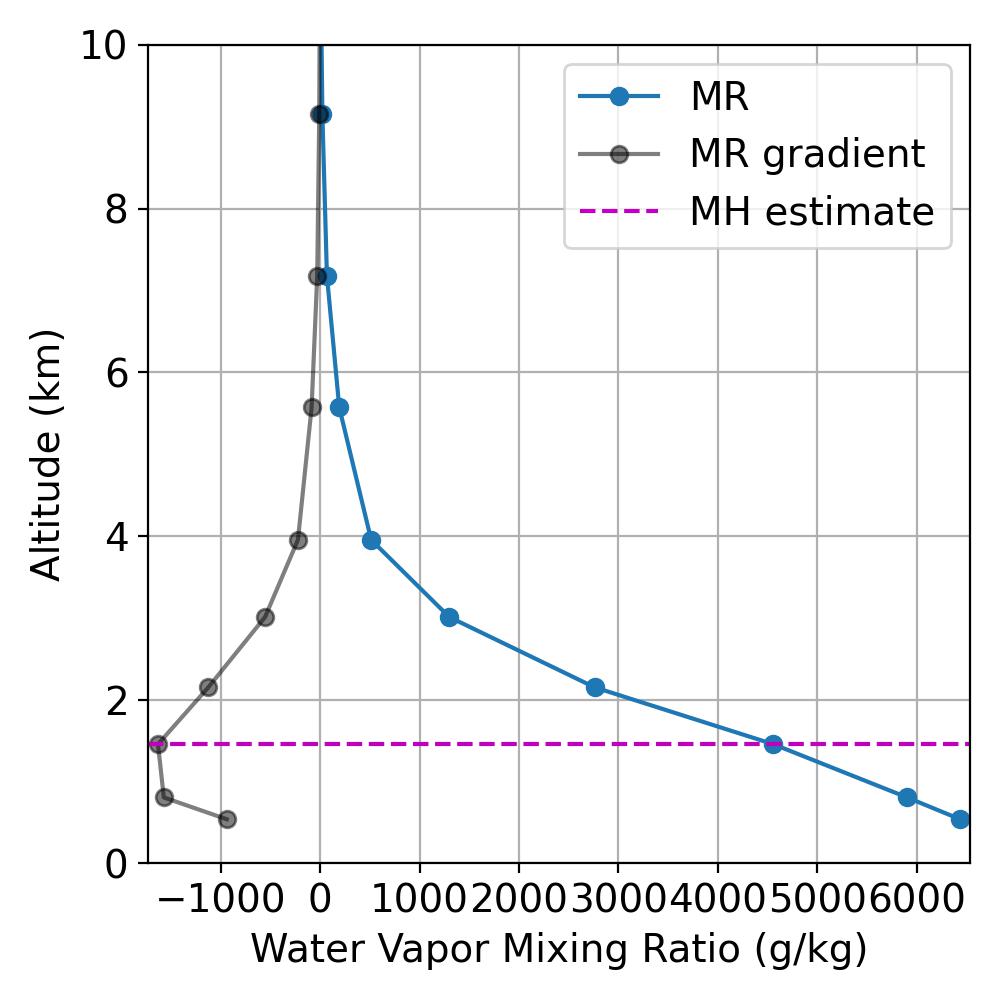 10
8
6
4
2
0
Altitude (km)
MR
MR gradient
MH estimate
−1000 0 1000 2000 3000 4000 5000 6000
Water Vapor Mixing Ratio (g/kg)